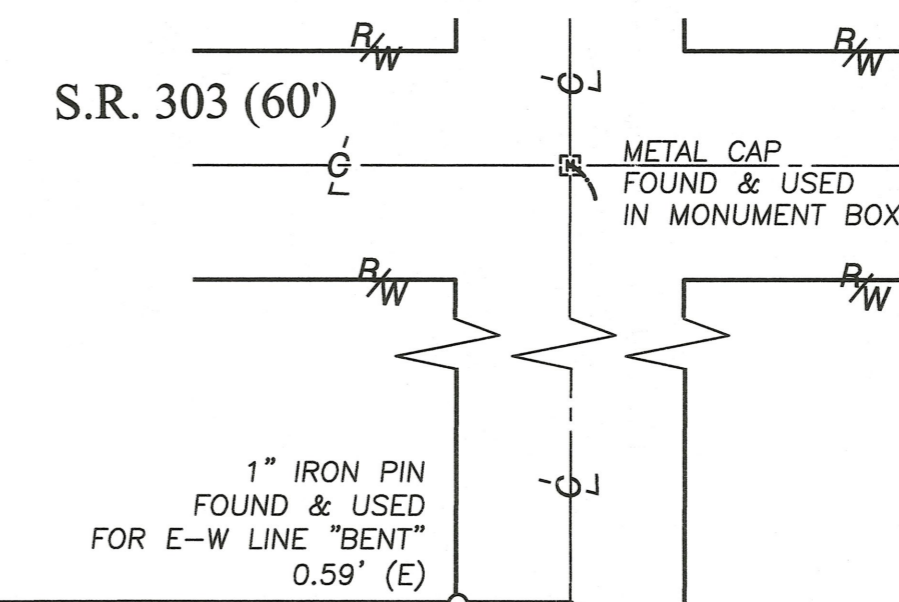 R/W
R/W
S.R. 303 (60')
METAL CAP
FOUND & USED
IN MONUMENT BOX
M
R/W
R/W
1" IRON PIN
FOUND & USED
FOR E-W LINE "BENT"
0.59' (E)